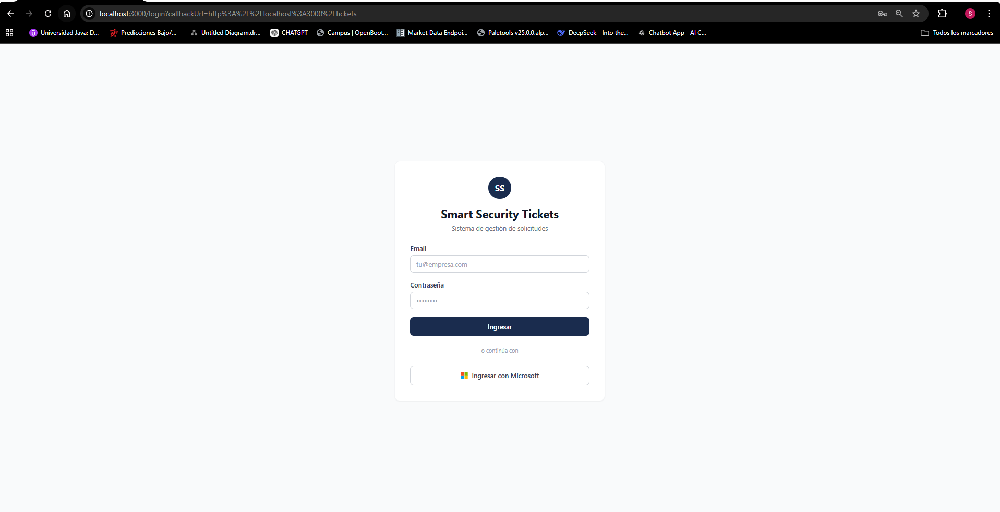 localhost:3000/login?callbackUrl=http%3A%2F%2Flocalhost%3A3000%2Ftickets
S
Universidad Java: D... Predicciones Bajo/... Untitled Diagram.dr... CHATGPT Campus | OpenBoot... Market Data Endpoi... Paletools v25.0.0.alp... DeepSeek - Into the... Chatbot App - AI C... Todos los marcadores
SS
Smart Security Tickets
Sistema de gestión de solicitudes
Email
tu@empresa.com
Contraseña
••••••••
Ingresar
o continúa con
Ingresar con Microsoft